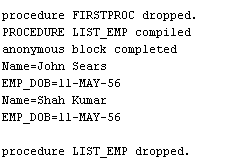 procedure FIRSTPROC dropped.
PROCEDURE LIST_EMP compiled
anonymous block completed
Name=John Sears
EMP_DOB=11-MAY-56
Name=Shah Kumar
EMP_DOB=11-MAY-56
procedure LIST_EMP dropped.